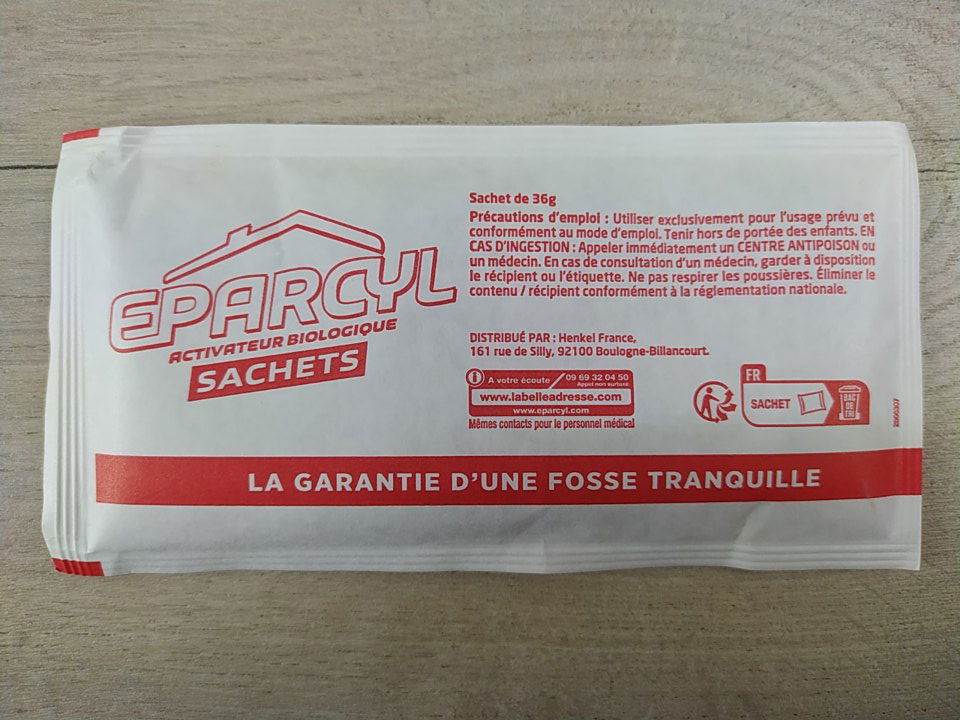 EPARCYL
ACTIVATEUR BIOLOGIQUE
SACHETS
Sachet de 36g
Précautions d'emploi : Utiliser exclusivement pour l'usage prévu et
conformément au mode d'emploi. Tenir hors de portée des enfants. EN
CAS D'INGESTION : Appeler immédiatement un CENTRE ANTIPOISON ou
un médecin. En cas de consultation d'un médecin, garder à disposition
le récipient ou l'étiquette. Ne pas respirer les poussières. Éliminer le
contenu / récipient conformément à la réglementation nationale.
DISTRIBUÉ PAR : Henkel France,
161 rue de Silly, 92100 Boulogne-Billancourt.
i A votre écoute / 09 69 32 04 50
Appel non surtaxé
www.labelleadresse.com
www.eparcyl.com
Mêmes contacts pour le personnel médical
FR
SACHET
BAC
DE
TRI
LA GARANTIE D'UNE FOSSE TRANQUILLE